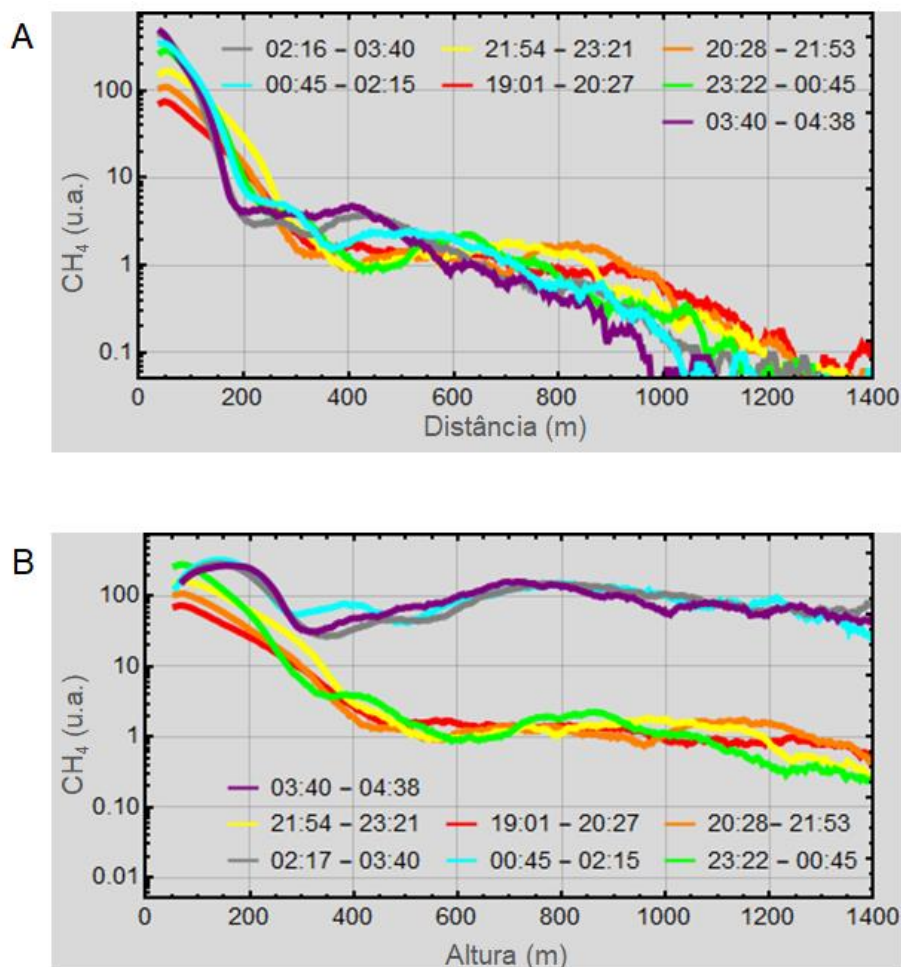 A
02:16 – 03:40 21:54 – 23:21 20:28 – 21:53
00:45 – 02:15 19:01 – 20:27 23:22 – 00:45
03:40 – 04:38
100
10
1
0.1
CH₄ (u.a.)
0 200 400 600 800 1000 1200 1400
Distância (m)
B
100
10
1
0.10
0.01
CH₄ (u.a.)
03:40 – 04:38
21:54 – 23:21 19:01 – 20:27 20:28 – 21:53
02:17 – 03:40 00:45 – 02:15 23:22 – 00:45
0 200 400 600 800 1000 1200 1400
Altura (m)